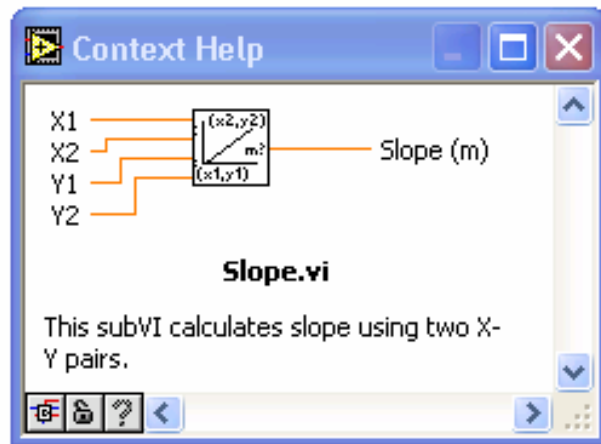 Context Help
X1
X2
Y1
Y2
(x2,y2)
m?
(x1,y1)
Slope (m)
Slope.vi
This subVI calculates slope using two X-
Y pairs.
?